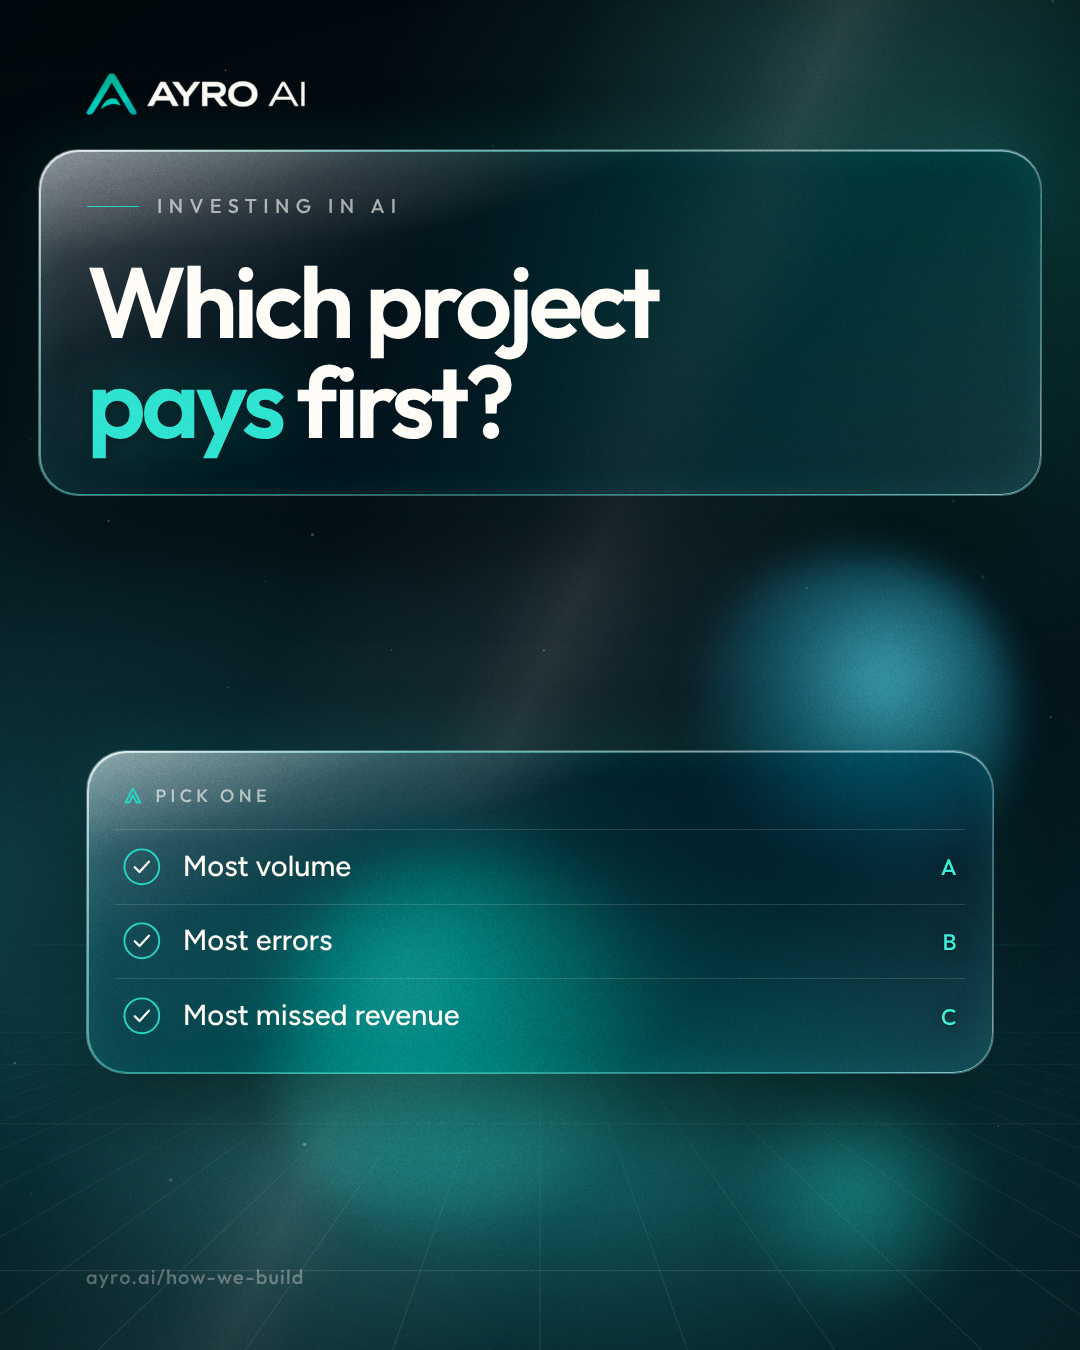 AYRO AI
INVESTING IN AI
Which project
pays first?
PICK ONE
Most volume A
Most errors B
Most missed revenue C
ayro.ai/how-we-build